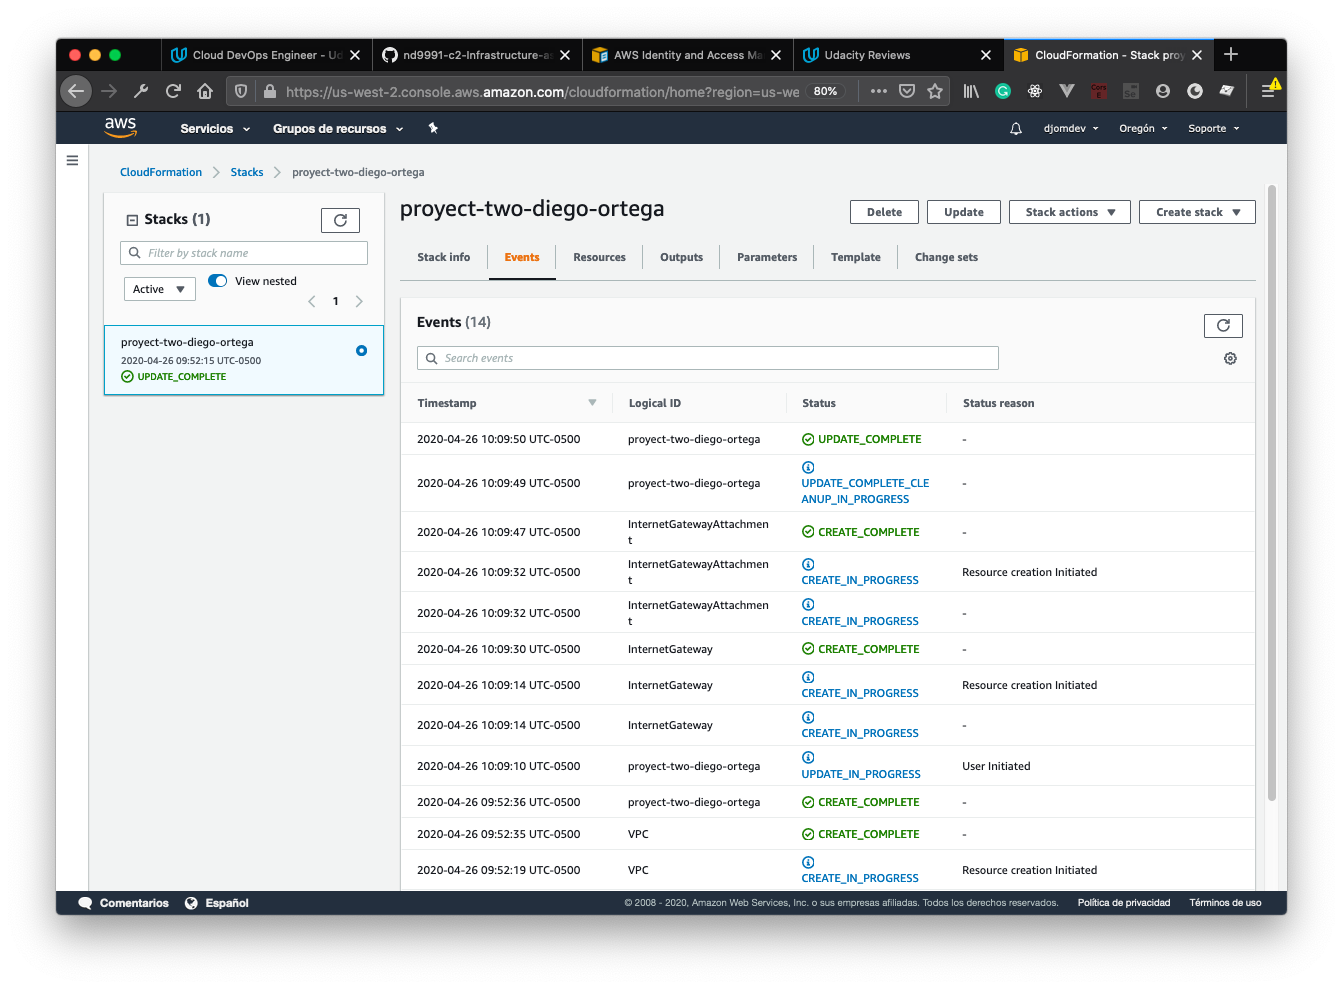 Cloud DevOps Engineer - Ud
nd9991-c2-Infrastructure-as
AWS Identity and Access Ma
Udacity Reviews
CloudFormation - Stack proy
https://us-west-2.console.aws.amazon.com/cloudformation/home?region=us-we
80%
aws
Servicios
Grupos de recursos
djomdev
Oregón
Soporte
CloudFormation
Stacks
proyect-two-diego-ortega
Stacks (1)
Filter by stack name
Active
View nested
1
proyect-two-diego-ortega
2020-04-26 09:52:15 UTC-0500
UPDATE_COMPLETE
proyect-two-diego-ortega
Delete
Update
Stack actions
Create stack
Stack info
Events
Resources
Outputs
Parameters
Template
Change sets
Events (14)
Search events
Timestamp Logical ID Status Status reason
2020-04-26 10:09:50 UTC-0500 proyect-two-diego-ortega UPDATE_COMPLETE -
2020-04-26 10:09:49 UTC-0500 proyect-two-diego-ortega UPDATE_COMPLETE_CLE -
ANUP_IN_PROGRESS
InternetGatewayAttachmen
2020-04-26 10:09:47 UTC-0500 CREATE_COMPLETE -
t
InternetGatewayAttachmen
2020-04-26 10:09:32 UTC-0500 Resource creation Initiated
t CREATE_IN_PROGRESS
InternetGatewayAttachmen
2020-04-26 10:09:32 UTC-0500 -
t CREATE_IN_PROGRESS
2020-04-26 10:09:30 UTC-0500 InternetGateway CREATE_COMPLETE -
2020-04-26 10:09:14 UTC-0500 InternetGateway CREATE_IN_PROGRESS Resource creation Initiated
2020-04-26 10:09:14 UTC-0500 InternetGateway CREATE_IN_PROGRESS -
2020-04-26 10:09:10 UTC-0500 proyect-two-diego-ortega UPDATE_IN_PROGRESS User Initiated
2020-04-26 09:52:36 UTC-0500 proyect-two-diego-ortega CREATE_COMPLETE -
2020-04-26 09:52:35 UTC-0500 VPC CREATE_COMPLETE -
2020-04-26 09:52:19 UTC-0500 VPC CREATE_IN_PROGRESS Resource creation Initiated
Comentarios
Español
© 2008 - 2020, Amazon Web Services, Inc. o sus empresas afiliadas. Todos los derechos reservados.
Política de privacidad
Términos de uso